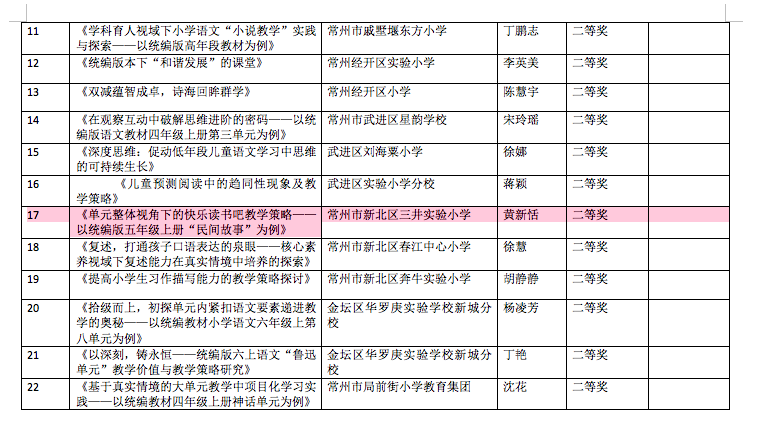 11 《学科育人视域下小学语文“小说教学”实践 常州市戚墅堰东方小学 丁鹏志 二等奖
与探索——以统编版高年段教材为例》
12 《统编版本下“和谐发展”的课堂》 常州经开区实验小学 李英美 二等奖
13 《双减蕴智成卓，诗海回眸群学》 常州经开区小学 陈慧宇 二等奖
14 《在观察互动中破解思维进阶的密码——以统 常州市武进区星韵学校 宋玲瑶 二等奖
编版语文教材四年级上册第三单元为例》
15 《深度思维：促动低年段儿童语文学习中思维 武进区刘海粟小学 徐娜 二等奖
的可持续生长》
16 《儿童预测阅读中的趋同性现象及教 武进区实验小学分校 蒋颖 二等奖
学策略》
17 《单元整体视角下的快乐读书吧教学策略—— 常州市新北区三井实验小学 黄新恬 二等奖
以统编版五年级上册“民间故事”为例》
18 《复述，打通孩子口语表达的泉眼——核心素 常州市新北区春江中心小学 徐慧 二等奖
养视域下复述能力在真实情境中培养的探索》
19 《提高小学生习作描写能力的教学策略探讨》 常州市新北区奔牛实验小学 胡静静 二等奖
20 《拾级而上，初探单元内紧扣语文要素递进教 金坛区华罗庚实验学校新城分 杨凌芳 二等奖
学的奥秘——以统编教材小学语文六年级上第 校
八单元为例》
21 《以深刻，铸永恒——统编版六上语文“鲁迅 金坛区华罗庚实验学校新城分 丁艳 二等奖
单元”教学价值与教学策略研究》 校
22 《基于真实情境的大单元教学中项目化学习实 常州市局前街小学教育集团 沈花 二等奖
践——以统编教材四年级上册神话单元为例》